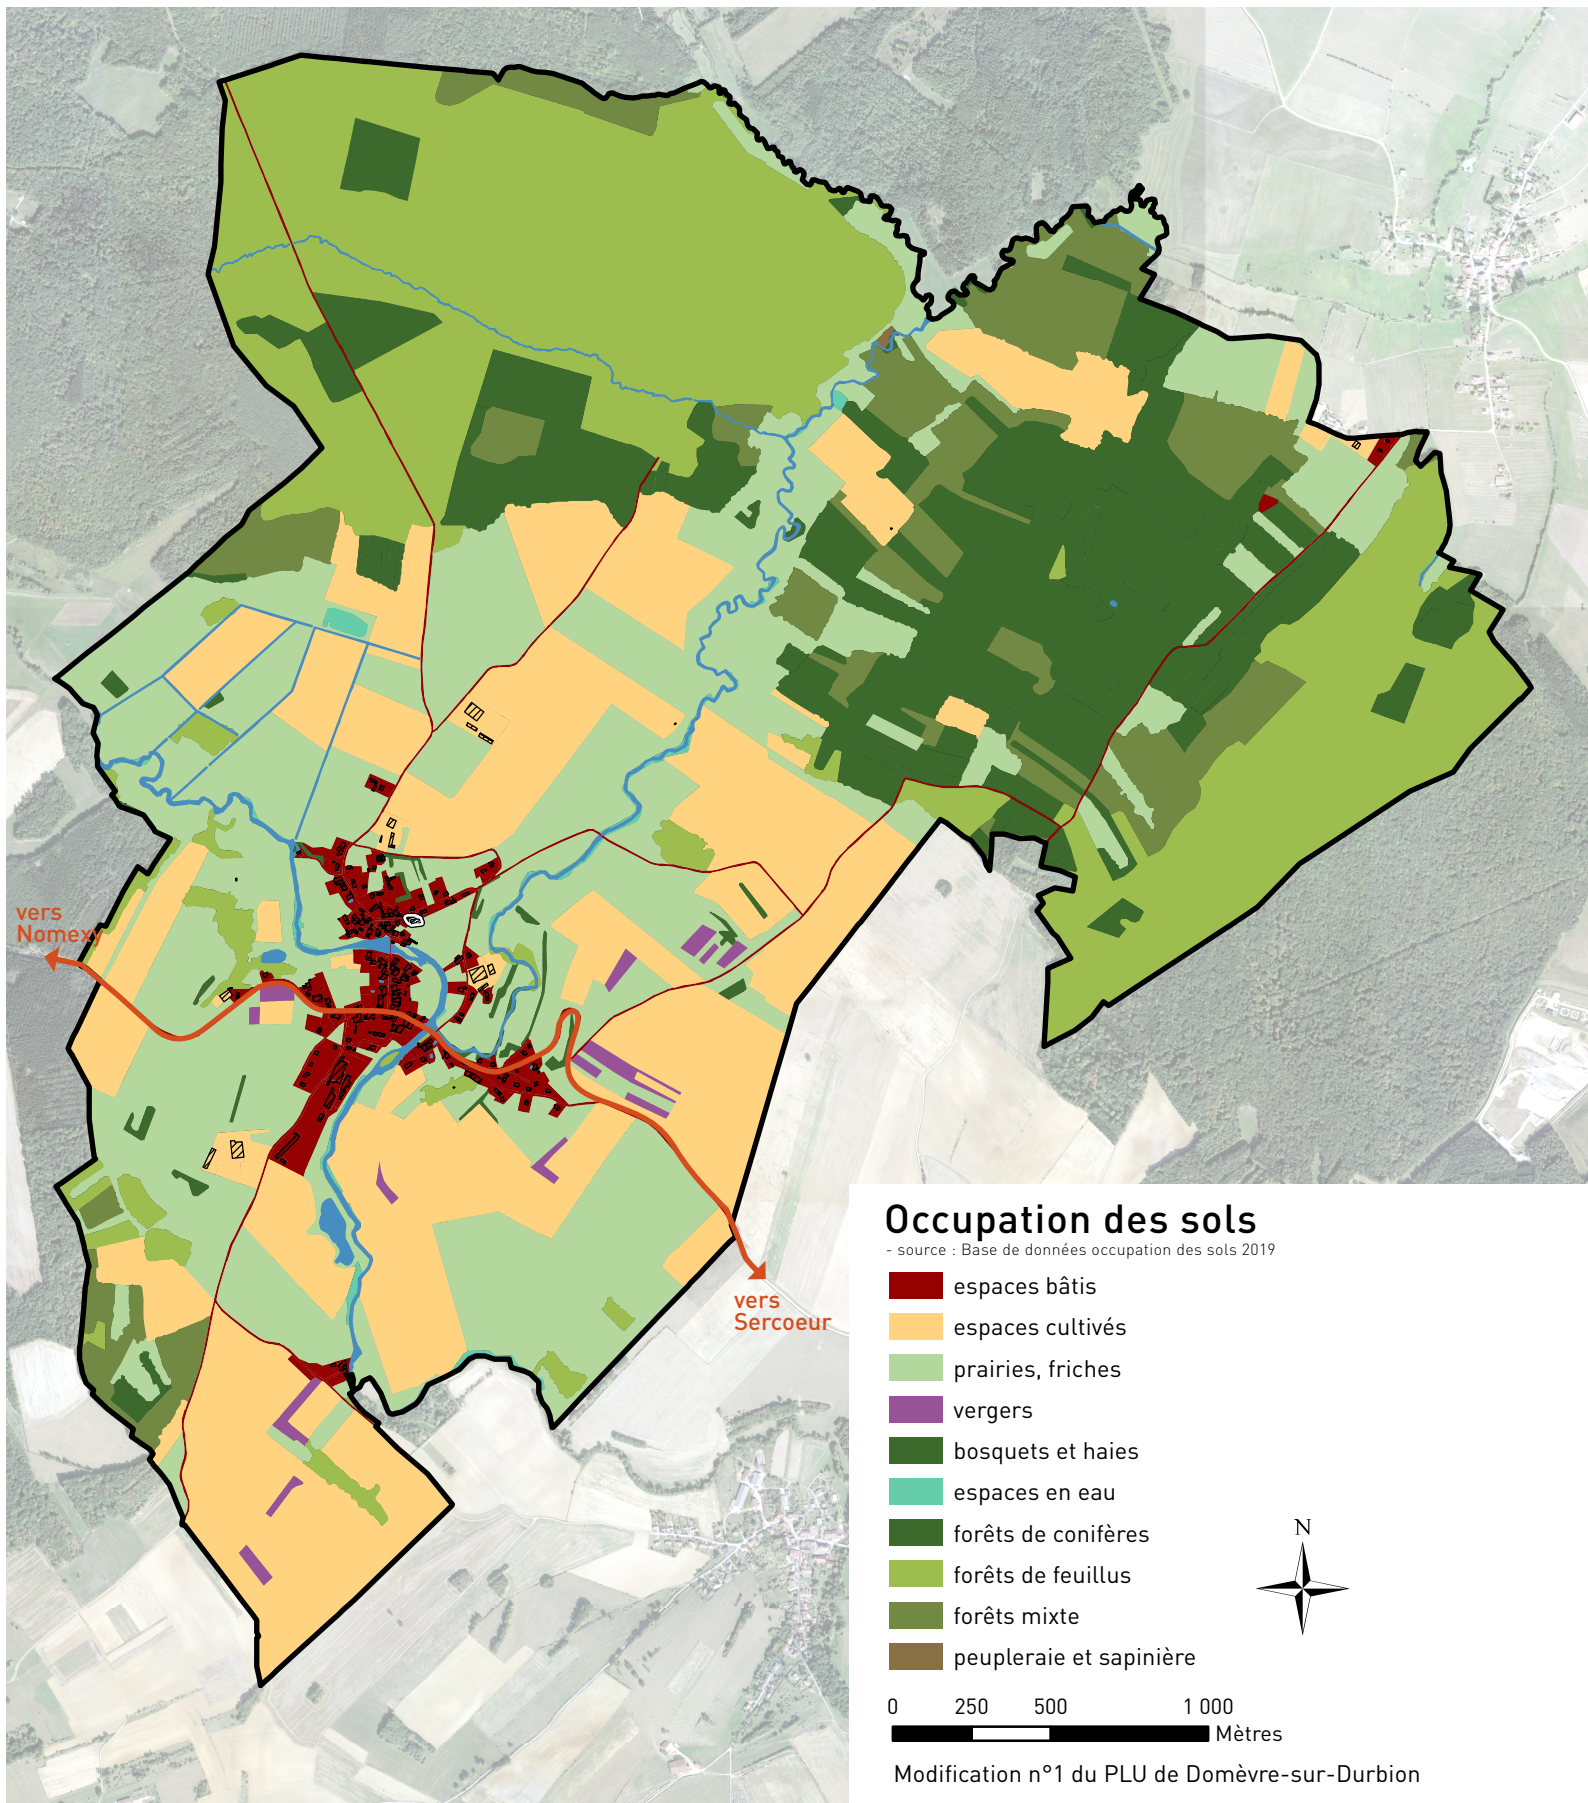 vers
Nomexy
vers
Sercoeur
Occupation des sols
- source : Base de données occupation des sols 2019
espaces bâtis
espaces cultivés
prairies, friches
vergers
bosquets et haies
espaces en eau
forêts de conifères
forêts de feuillus
forêts mixte
peupleraie et sapinière
N
0 250 500 1 000
Mètres
Modification n°1 du PLU de Domèvre-sur-Durbion